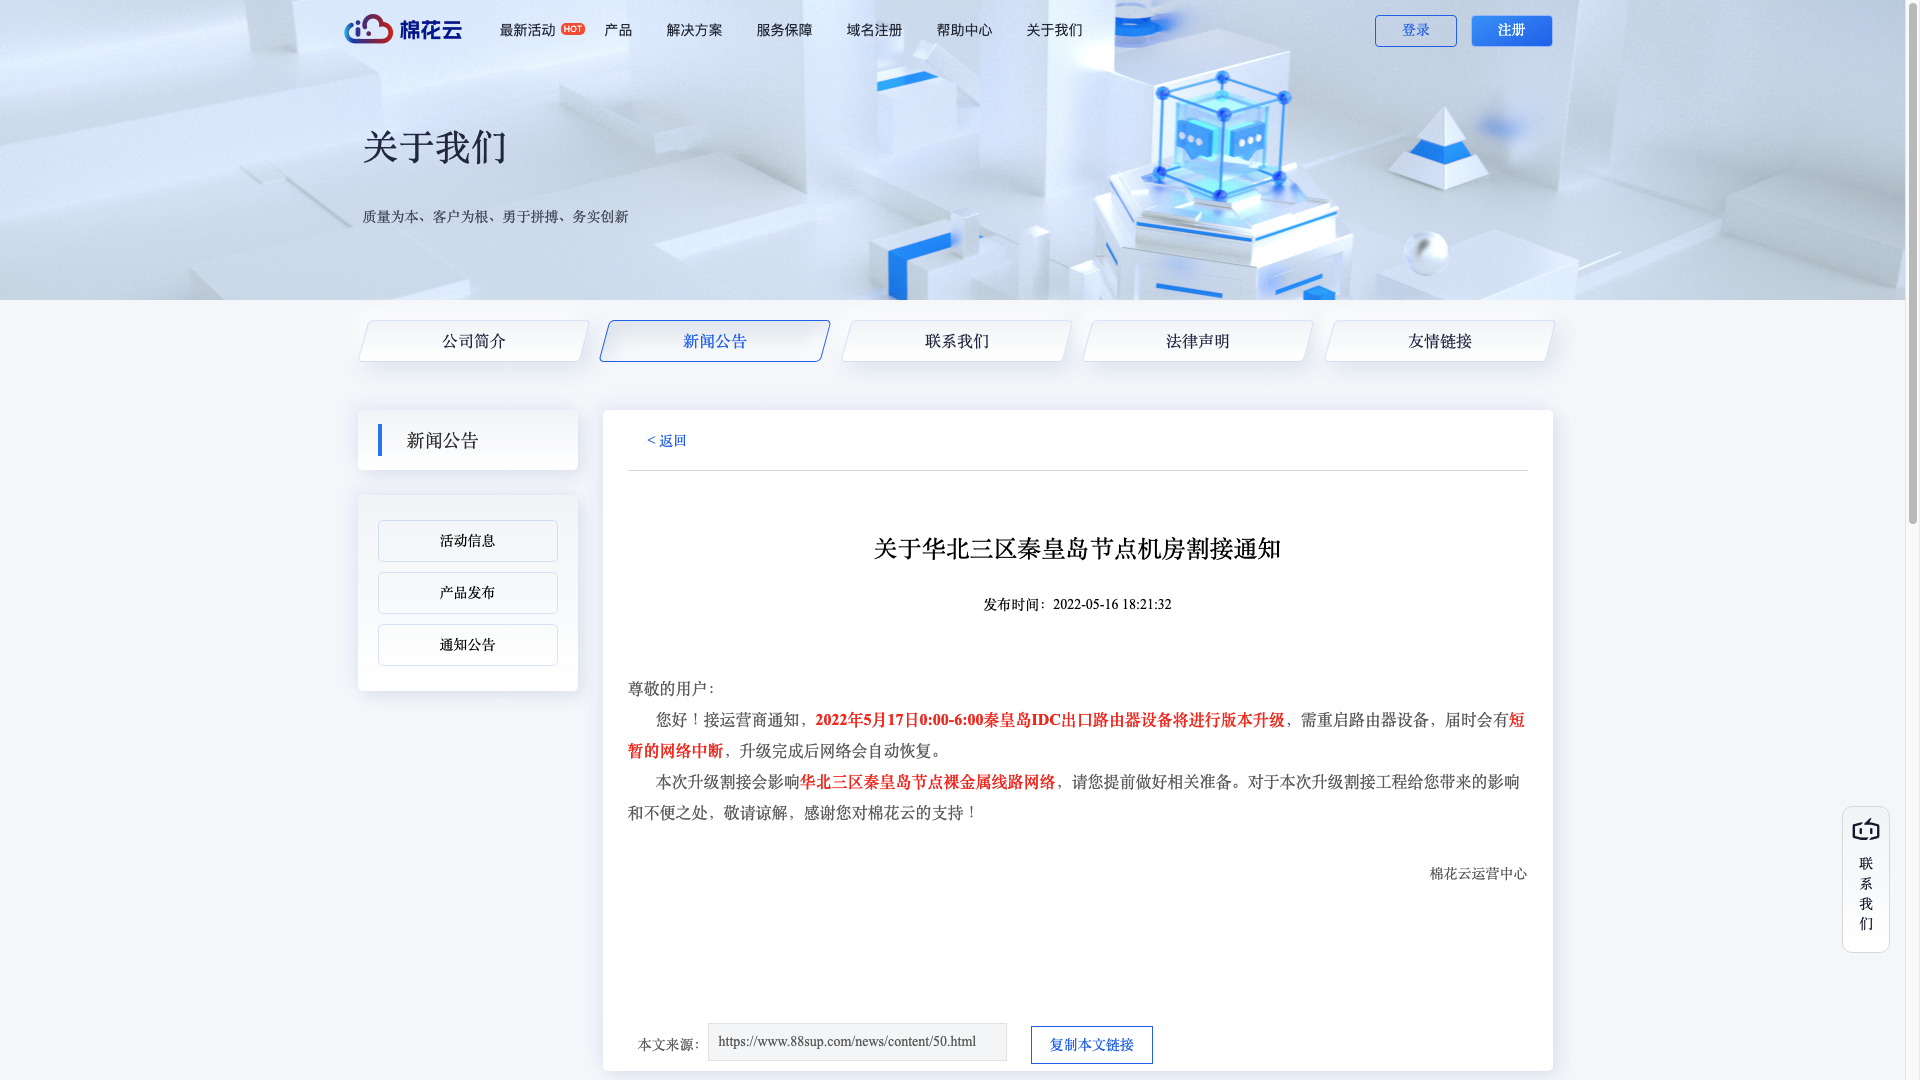 棉花云
最新活动 HOT 产品 解决方案 服务保障 域名注册 帮助中心 关于我们 登录 注册
关于我们
质量为本、客户为根、勇于拼搏、务实创新
公司简介 新闻公告 联系我们 法律声明 友情链接
新闻公告
活动信息
产品发布
通知公告
< 返回
关于华北三区秦皇岛节点机房割接通知
发布时间：2022-05-16 18:21:32
尊敬的用户：
您好！接运营商通知，2022年5月17日0:00-6:00秦皇岛IDC出口路由器设备将进行版本升级，需重启路由器设备，届时会有短
暂的网络中断，升级完成后网络会自动恢复。
本次升级割接会影响华北三区秦皇岛节点裸金属线路网络，请您提前做好相关准备。对于本次升级割接工程给您带来的影响
和不便之处，敬请谅解，感谢您对棉花云的支持！
棉花云运营中心
本文来源： https://www.88sup.com/news/content/50.html 复制本文链接
联
系
我
们